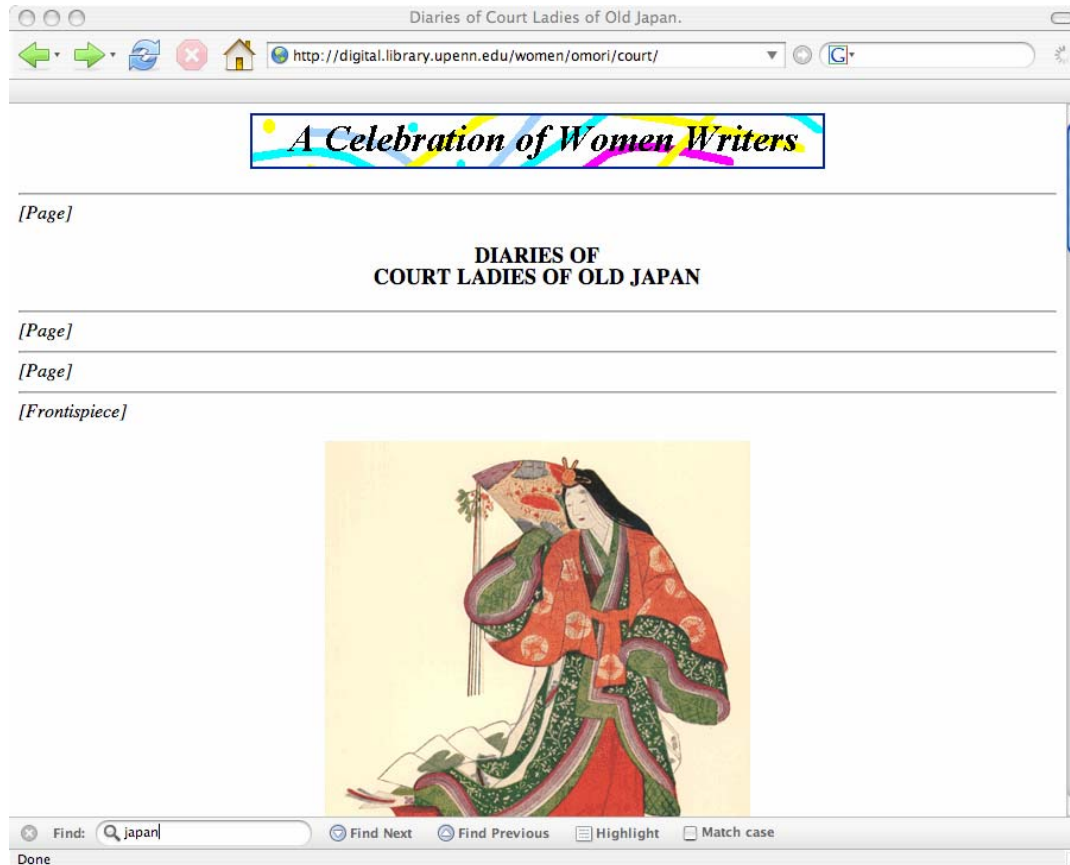 Diaries of Court Ladies of Old Japan.
http://digital.library.upenn.edu/women/omori/court/
G
A Celebration of Women Writers
[Page]
DIARIES OF
COURT LADIES OF OLD JAPAN
[Page]
[Page]
[Frontispiece]
Find: japan Find Next Find Previous Highlight Match case
Done